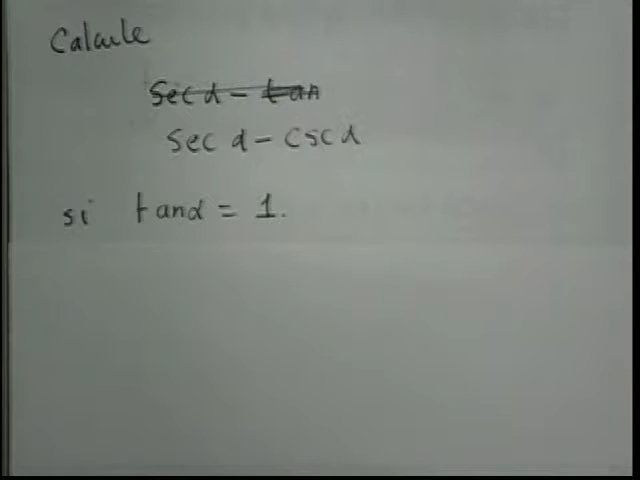 Calcule
Sec α - tan
Sec α - csc α
si tan α = 1.